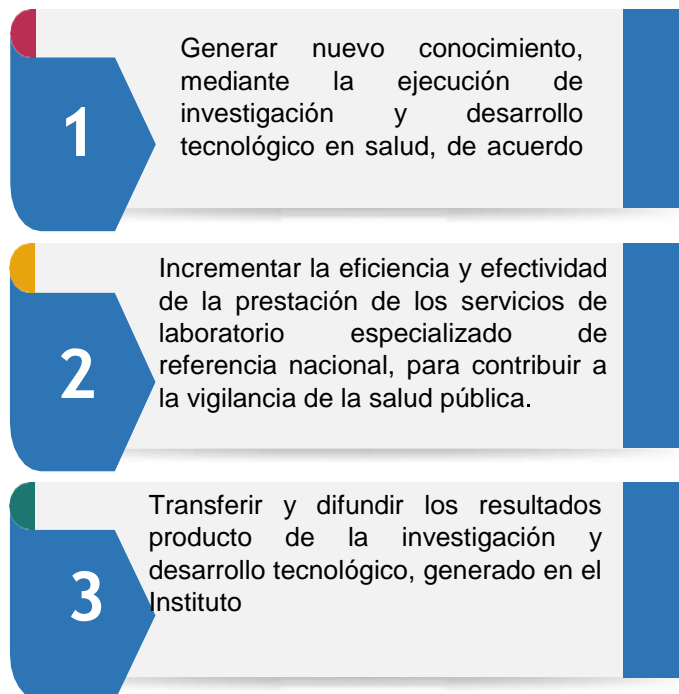 1
Generar nuevo conocimiento,
mediante la ejecución de
investigación y desarrollo
tecnológico en salud, de acuerdo
2
Incrementar la eficiencia y efectividad
de la prestación de los servicios de
laboratorio especializado de
referencia nacional, para contribuir a
la vigilancia de la salud pública.
3
Transferir y difundir los resultados
producto de la investigación y
desarrollo tecnológico, generado en el
Instituto